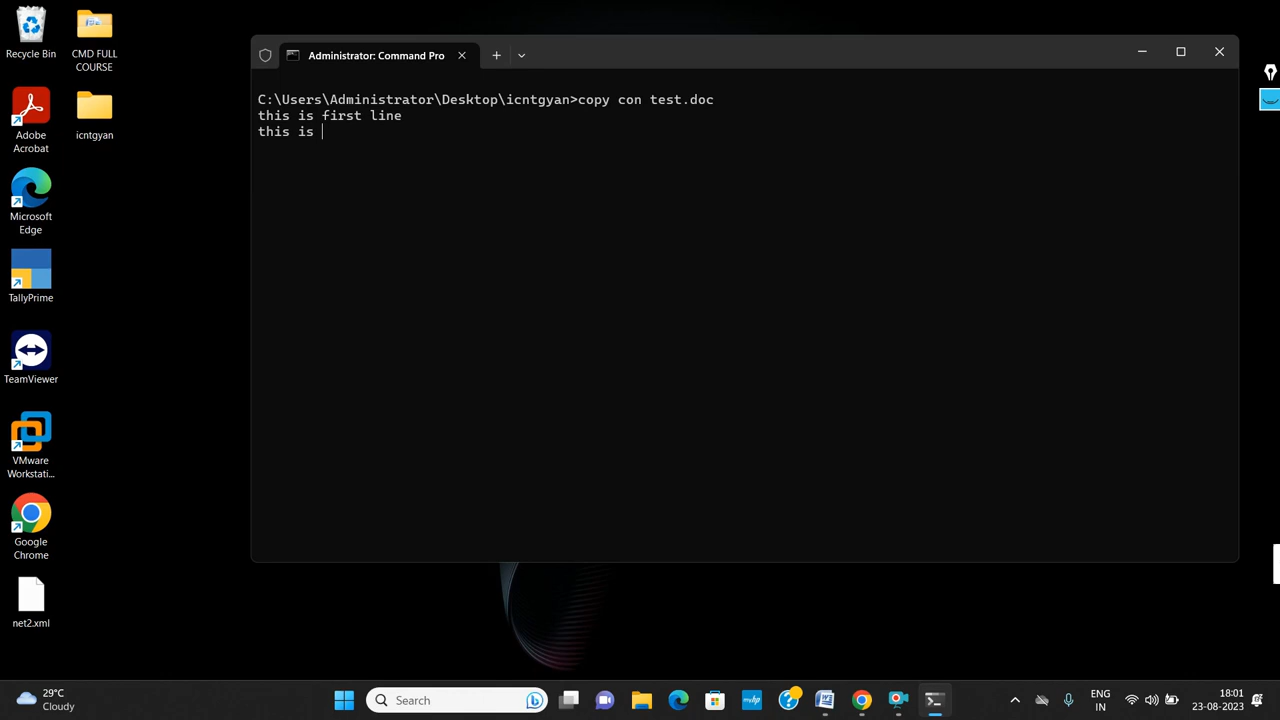 Recycle Bin
CMD FULL
COURSE
Adobe
Acrobat
icntgyan
Microsoft
Edge
TallyPrime
TeamViewer
VMware
Workstati...
Google
Chrome
net2.xml
Administrator: Command Pro
C:\Users\Administrator\Desktop\icntgyan>copy con test.doc
this is first line
this is
29°C
Cloudy
Search
ENG
IN
18:01
23-08-2023